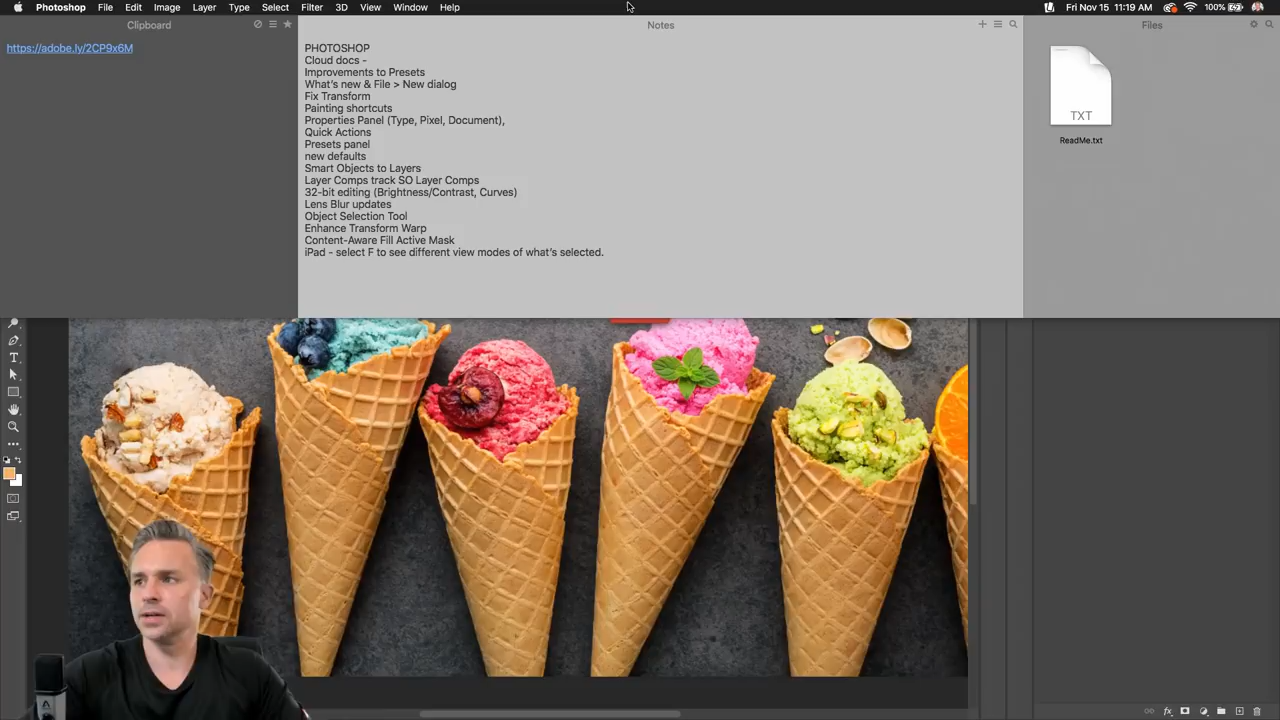 Photoshop File Edit Image Layer Type Select Filter 3D View Window Help
Fri Nov 15 11:19 AM 100%
Clipboard
Notes
Files
https://adobe.ly/2CP9x6M
PHOTOSHOP
Cloud docs -
Improvements to Presets
What's new & File > New dialog
Fix Transform
Painting shortcuts
Properties Panel (Type, Pixel, Document),
Quick Actions
Presets panel
new defaults
Smart Objects to Layers
Layer Comps track SO Layer Comps
32-bit editing (Brightness/Contrast, Curves)
Lens Blur updates
Object Selection Tool
Enhance Transform Warp
Content-Aware Fill Active Mask
iPad - select F to see different view modes of what's selected.
TXT
ReadMe.txt